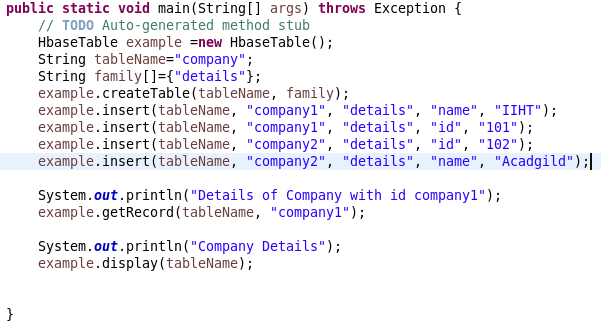 public static void main(String[] args) throws Exception {
// TODO Auto-generated method stub
HbaseTable example =new HbaseTable();
String tableName="company";
String family[]={"details"};
example.createTable(tableName, family);
example.insert(tableName, "company1", "details", "name", "IIHT");
example.insert(tableName, "company1", "details", "id", "101");
example.insert(tableName, "company2", "details", "id", "102");
example.insert(tableName, "company2", "details", "name", "Acadgild");
System.out.println("Details of Company with id company1");
example.getRecord(tableName, "company1");
System.out.println("Company Details");
example.display(tableName);
}